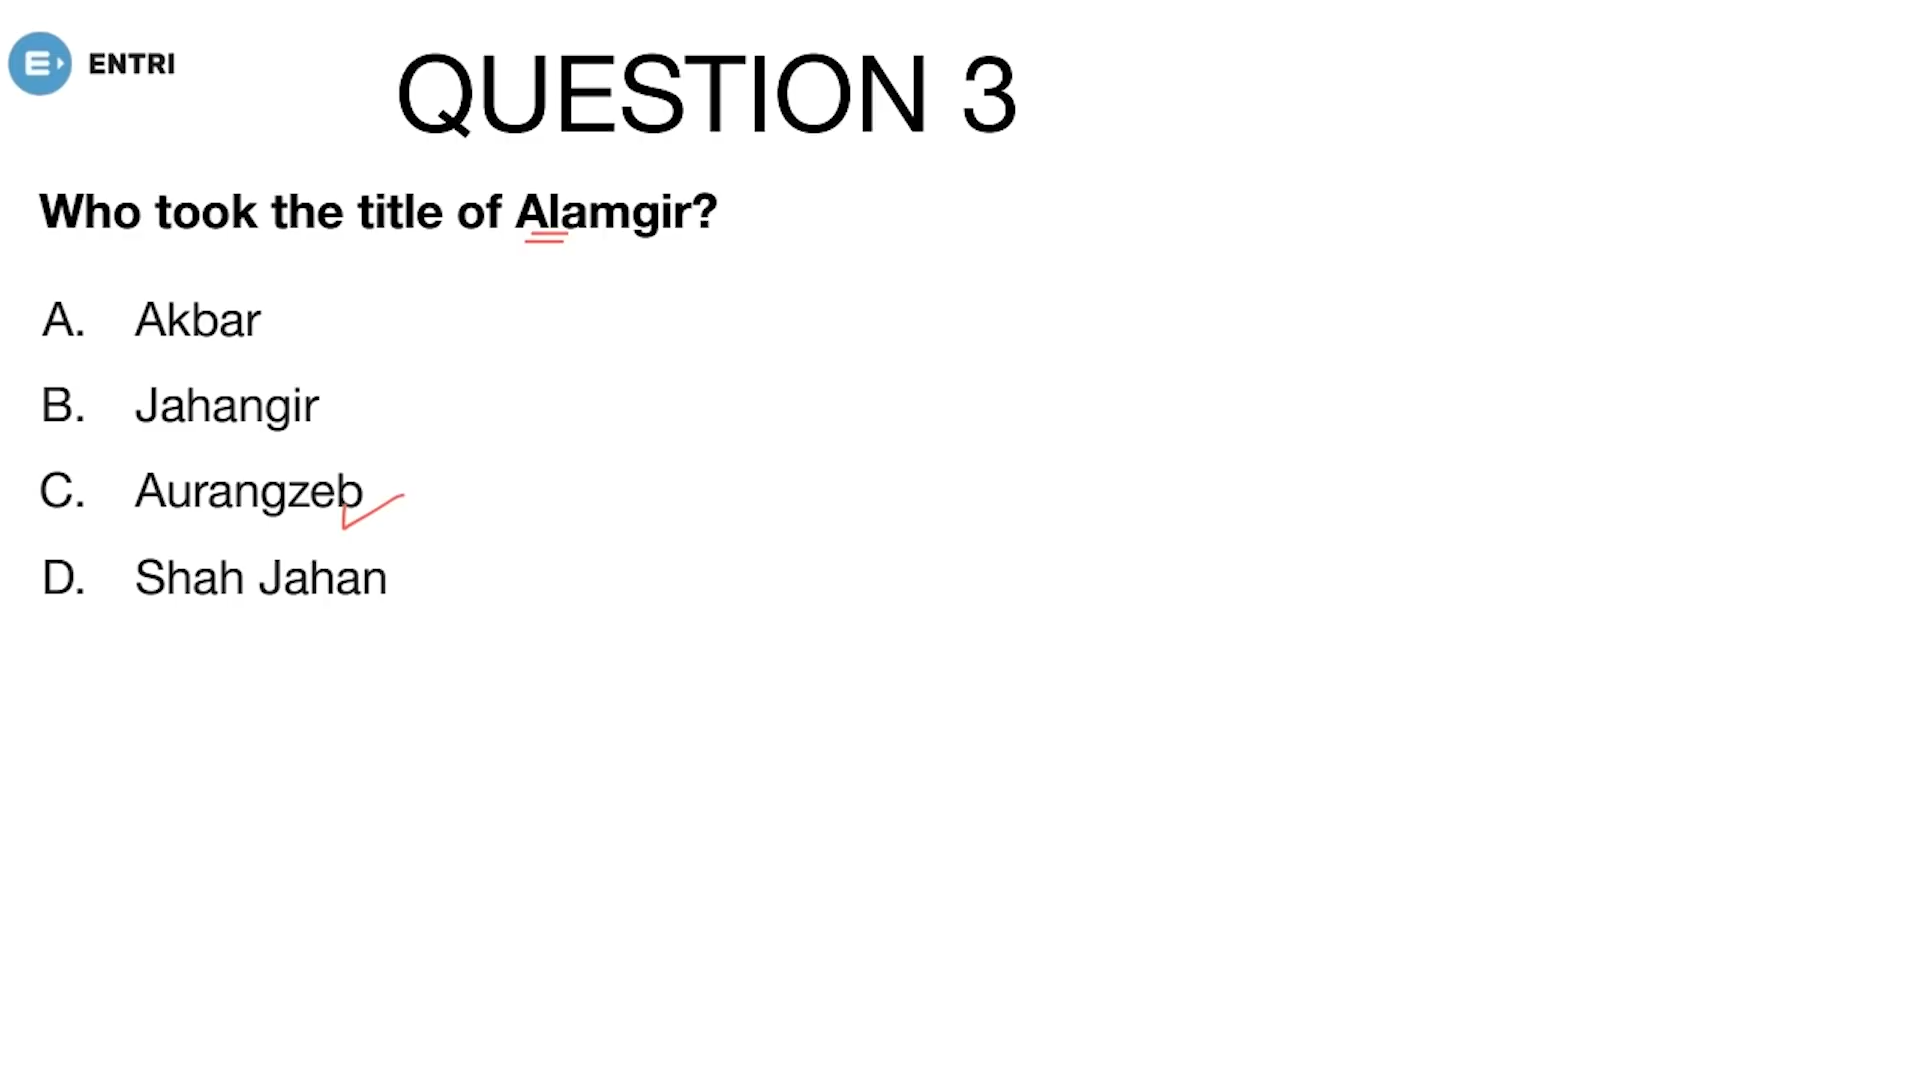 ENTRI
QUESTION 3
Who took the title of Alamgir?
A. Akbar
B. Jahangir
C. Aurangzeb
D. Shah Jahan